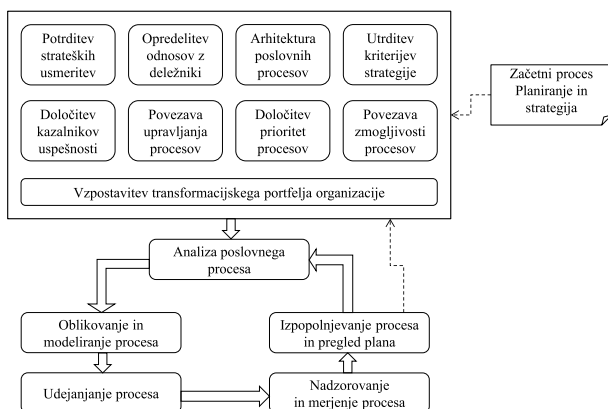 Potrditev
strateških
usmeritev
Opredelitev
odnosov z
deležniki
Arhitektura
poslovnih
procesov
Utrditev
kriterijev
strategije
Začetni proces
Planiranje in
strategija
Določitev
kazalnikov
uspešnosti
Povezava
upravljanja
procesov
Določitev
prioritet
procesov
Povezava
zmogljivosti
procesov
Vzpostavitev transformacijskega portfelja organizacije
Analiza poslovnega
procesa
Oblikovanje in
modeliranje procesa
Izpopolnjevanje procesa
in pregled plana
Udejanjanje procesa
Nadzorovanje
in merjenje procesa